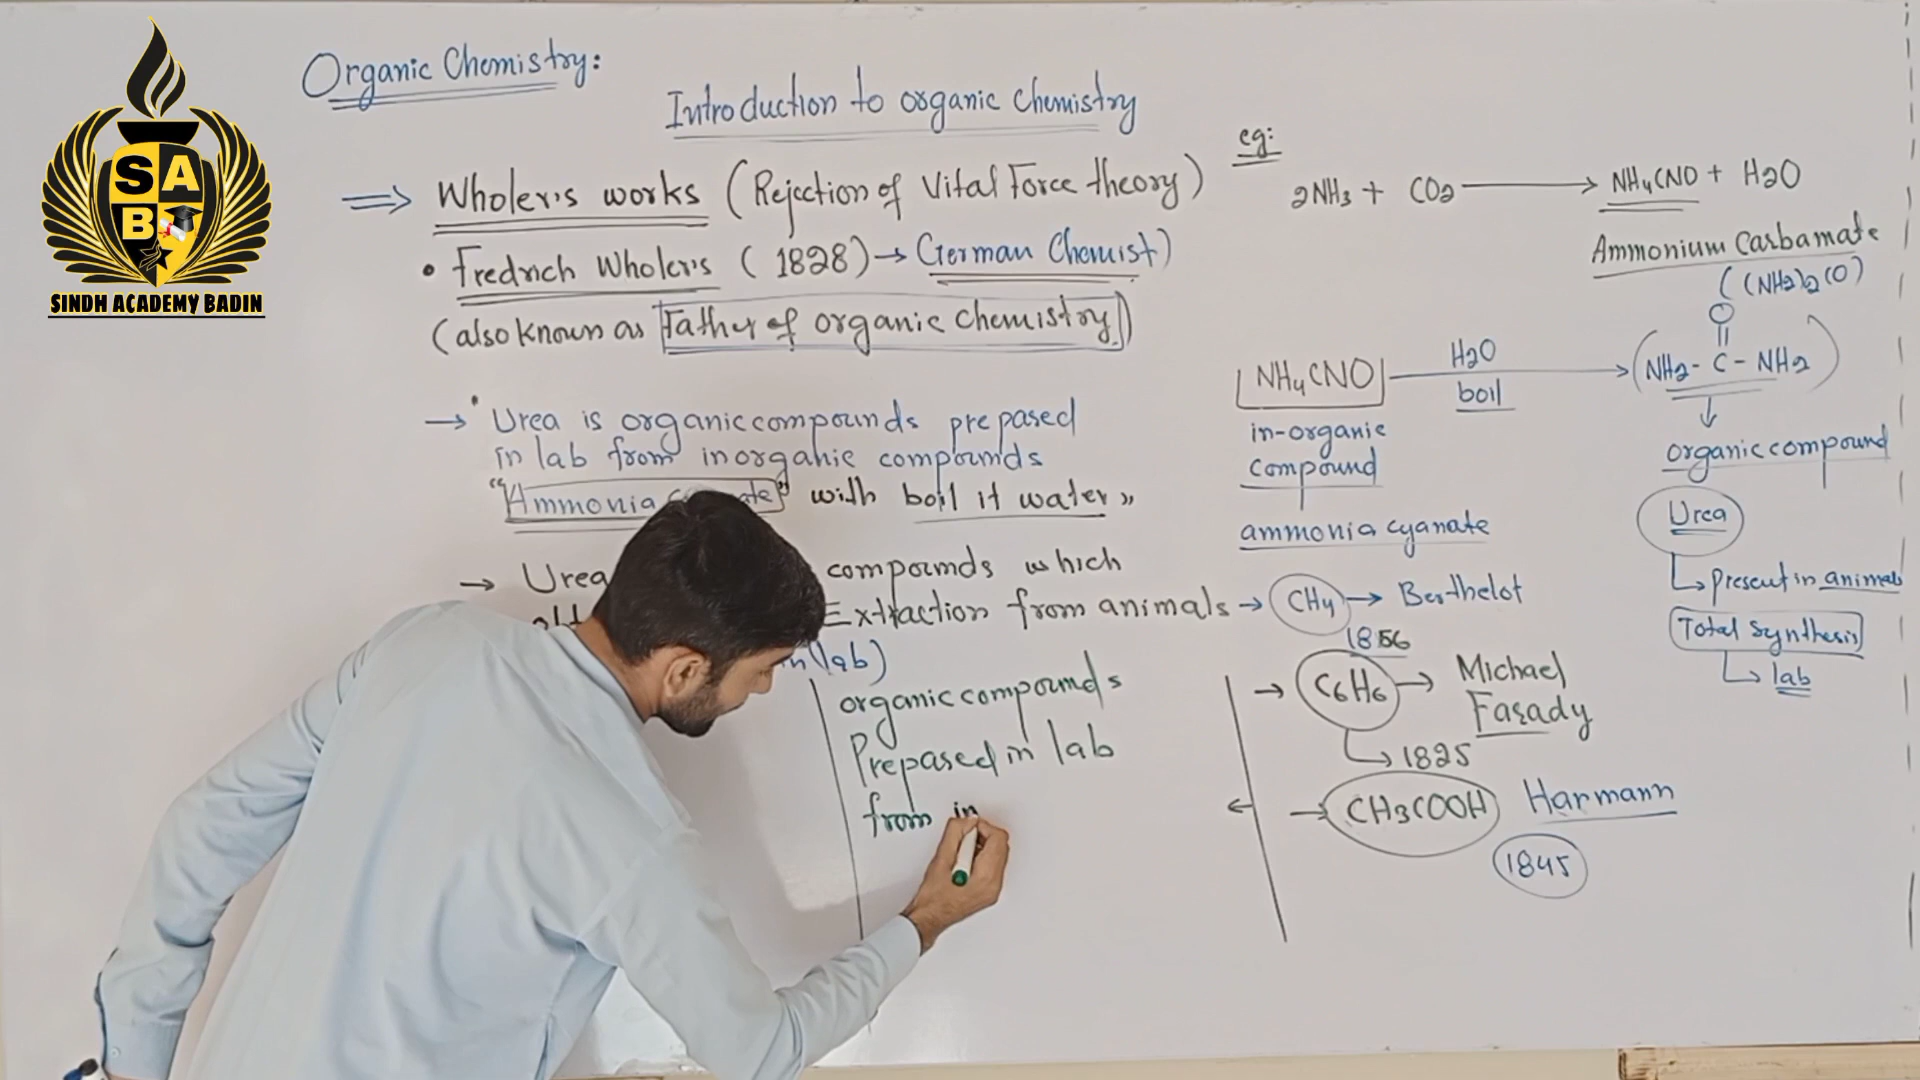 Organic Chemistry:
Introduction to organic chemistry
SAB
SINDH ACADEMY BADIN
⇒ Wholer's works (Rejection of Vital Force theory)
• Fredrich Wholer's (1828) → German Chemist)
(also known as Father of organic chemistry)
→ Urea is organic compounds prepared
in lab from inorganic compounds
"Ammonia with boil it water"
→ Urea compounds which
Extraction from animals
in lab)
organic compounds
Prepared in lab
from in
eg:
2NH3 + CO2 → NH4CNO + H2O
Ammonium Carbamate
((NH2)2CO)
O
NH4CNO H2O boil → (NH2-C-NH2)
in-organic
compound
ammonia cyanate
organic compound
Urea
↳ Present in animals
Total synthesis
↳ lab
→ CH4 → Berthelot
1856
→ C6H6 → Michael
Farady
↳ 1825
→ CH3COOH Harmann
1845